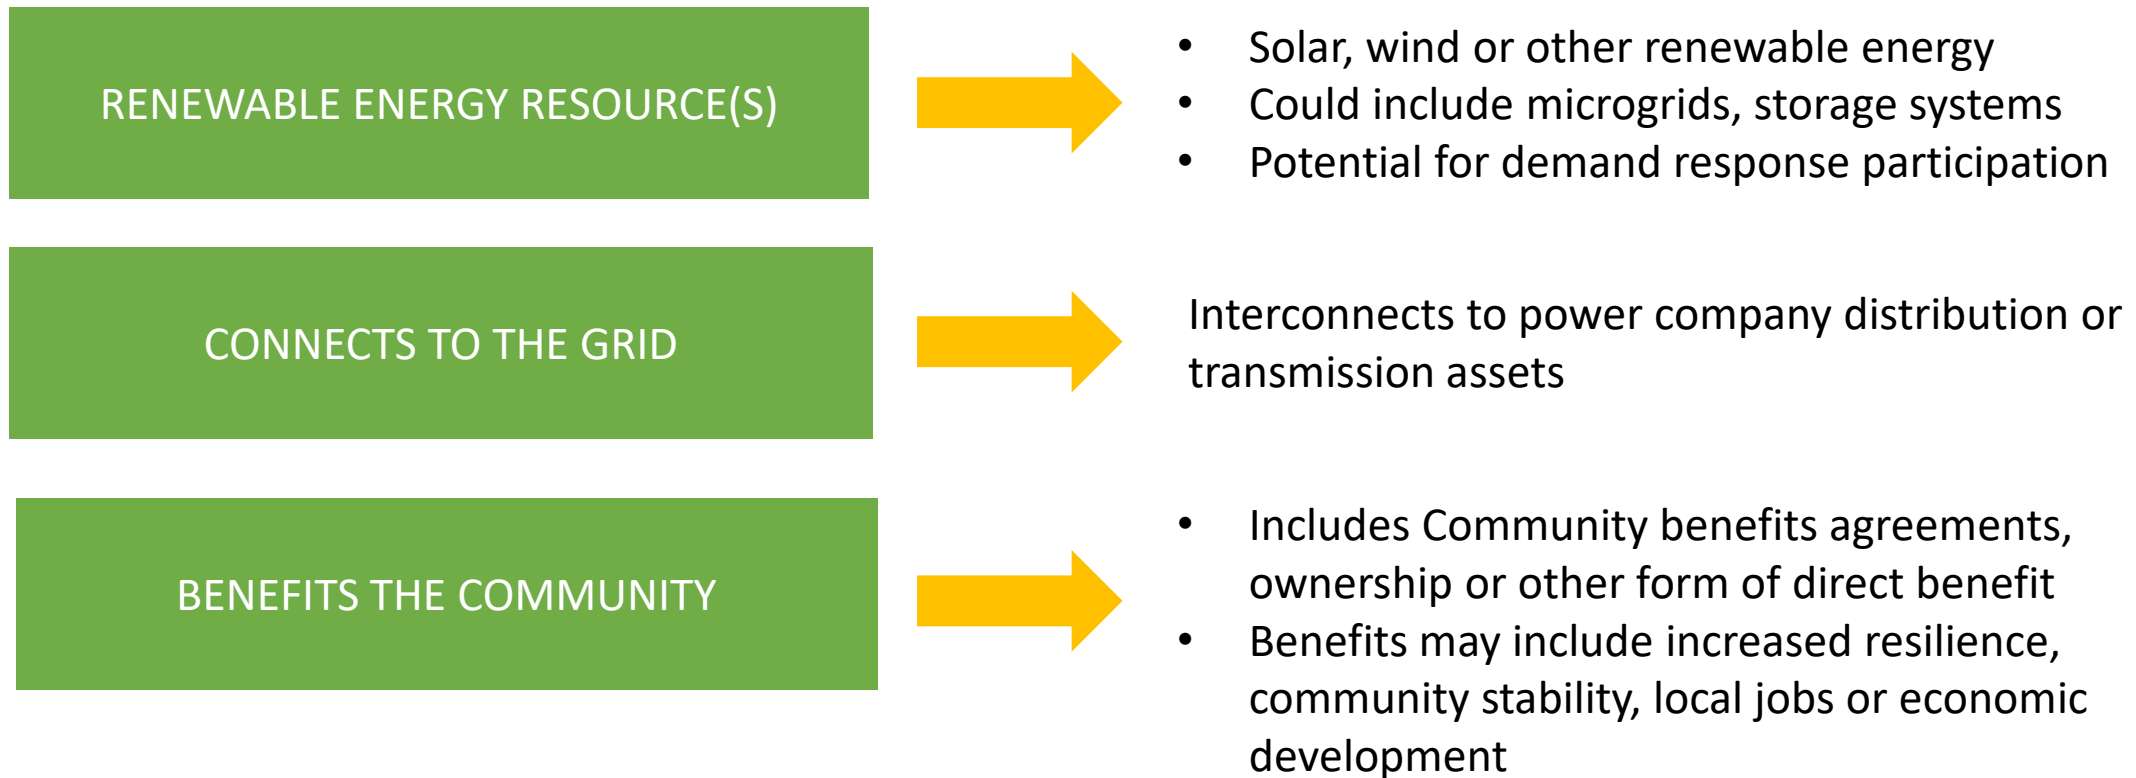 RENEWABLE ENERGY RESOURCE(S)
• Solar, wind or other renewable energy
• Could include microgrids, storage systems
• Potential for demand response participation
CONNECTS TO THE GRID
Interconnects to power company distribution or
transmission assets
BENEFITS THE COMMUNITY
• Includes Community benefits agreements,
ownership or other form of direct benefit
• Benefits may include increased resilience,
community stability, local jobs or economic
development